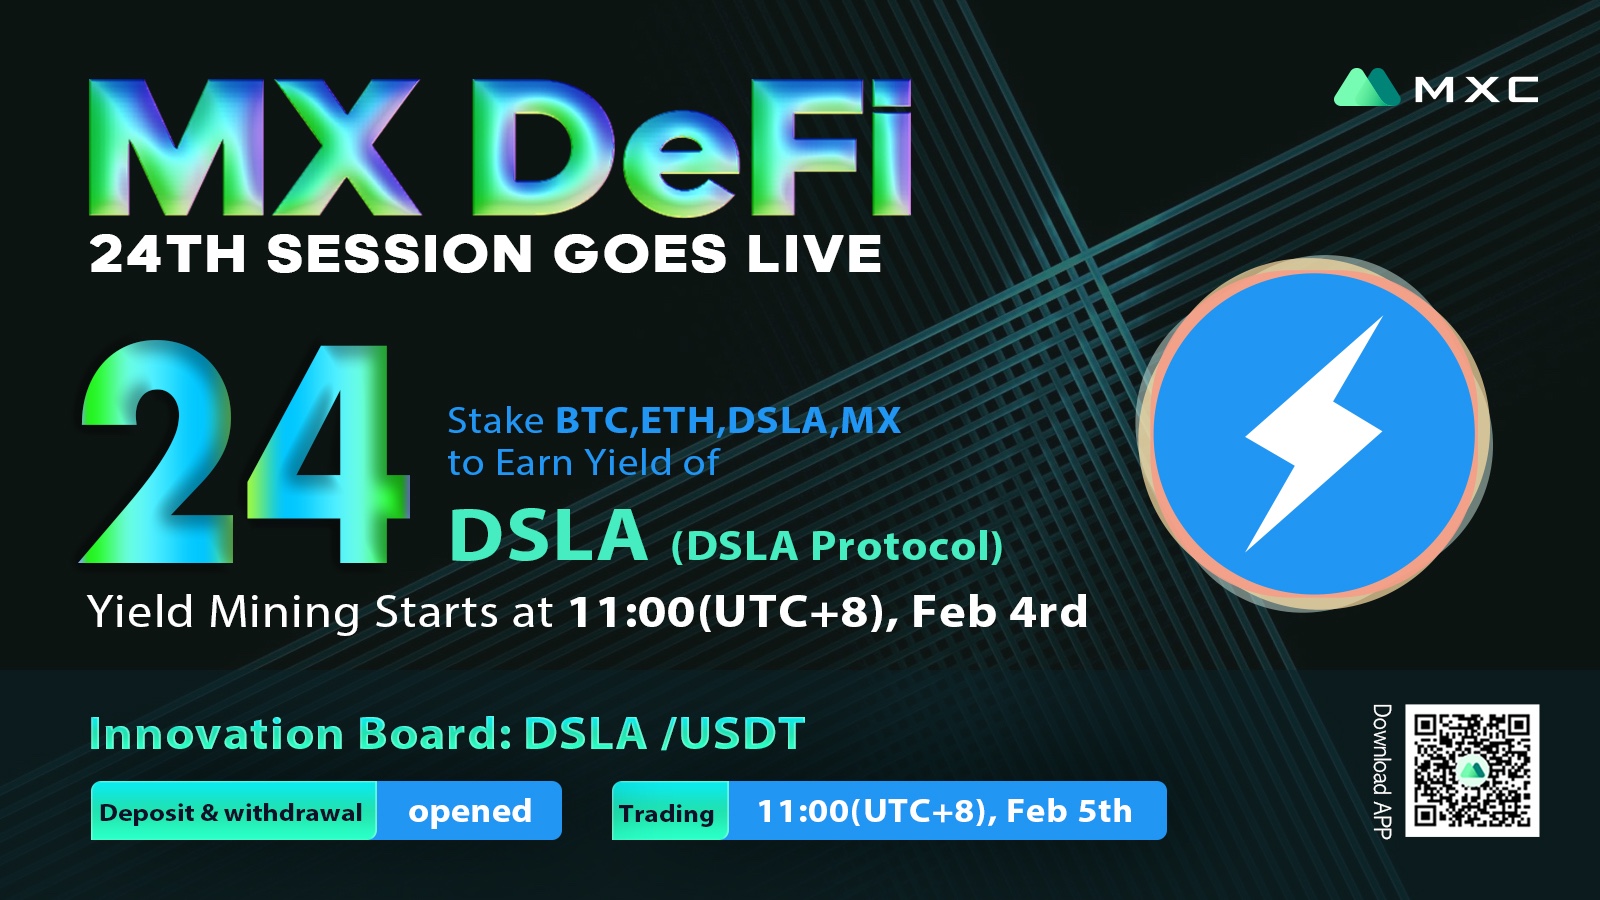 MX DeFi
MXC
24TH SESSION GOES LIVE
24
Stake BTC,ETH,DSLA,MX
to Earn Yield of
DSLA (DSLA Protocol)
Yield Mining Starts at 11:00(UTC+8), Feb 4rd
Innovation Board: DSLA /USDT
Deposit & withdrawal opened
Trading 11:00(UTC+8), Feb 5th
Download APP